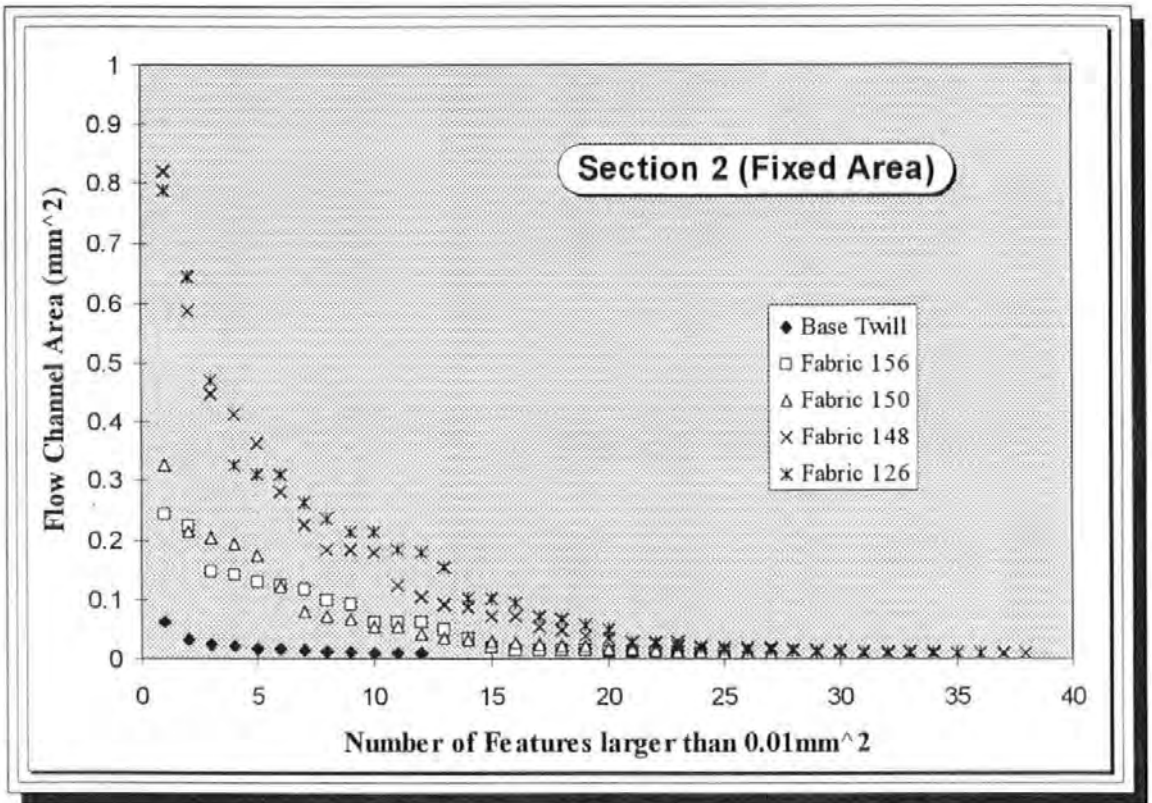 Section 2 (Fixed Area)
1
0.9
0.8
0.7
0.6
0.5
0.4
0.3
0.2
0.1
0
Flow Channel Area (mm^2)
Base Twill
Fabric 156
Fabric 150
Fabric 148
Fabric 126
0 5 10 15 20 25 30 35 40
Number of Features larger than 0.01mm^2